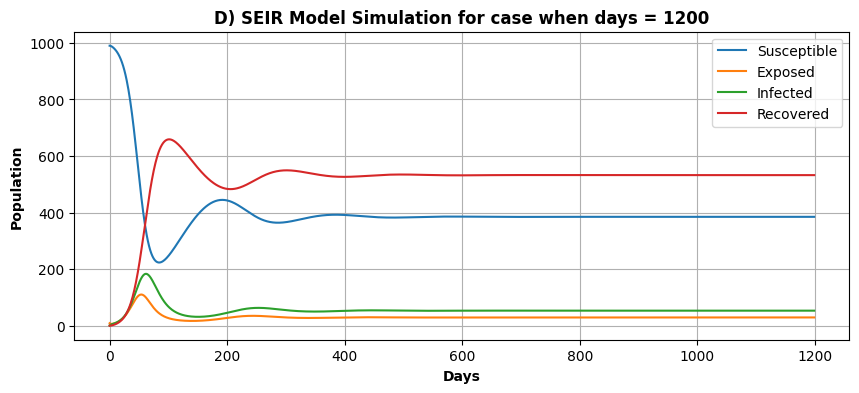 D) SEIR Model Simulation for case when days = 1200
1000
800
600
400
200
0
Population
0 200 400 600 800 1000 1200
Days
Susceptible
Exposed
Infected
Recovered